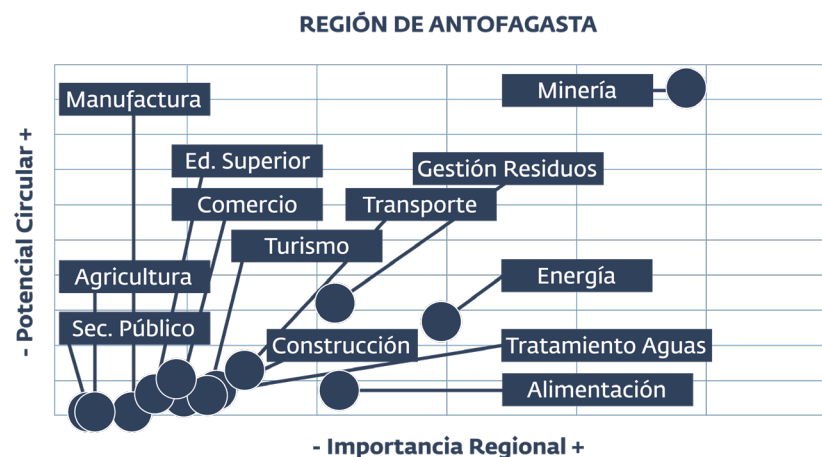 REGIÓN DE ANTOFAGASTA
Minería
Manufactura
Ed. Superior
Gestión Residuos
Comercio
Transporte
Turismo
Agricultura
Energía
Sec. Público
Construcción
Tratamiento Aguas
Alimentación
- Potencial Circular +
- Importancia Regional +